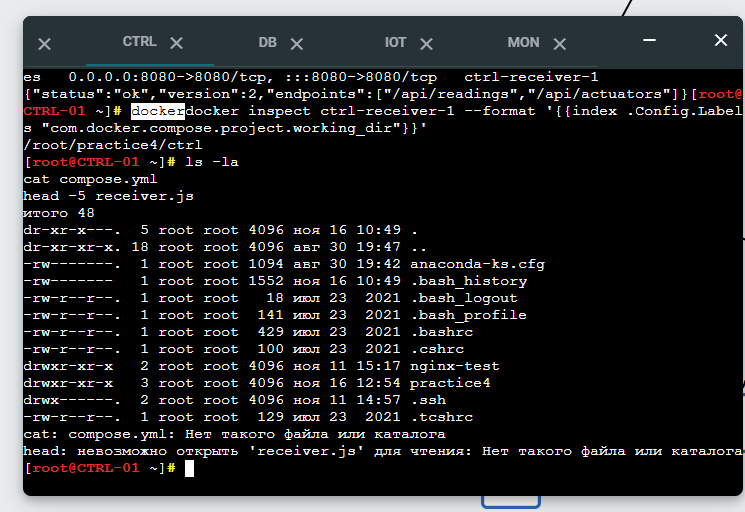 CTRL DB IOT MON
es   0.0.0.0:8080->8080/tcp, :::8080->8080/tcp   ctrl-receiver-1
{"status":"ok","version":2,"endpoints":["/api/readings","/api/actuators"]}[root@
CTRL-01 ~]# dockerdocker inspect ctrl-receiver-1 --format '{{index .Config.Label
s "com.docker.compose.project.working_dir"}}'
/root/practice4/ctrl
[root@CTRL-01 ~]# ls -la
cat compose.yml
head -5 receiver.js
итого 48
dr-xr-x---.  5 root root 4096 ноя 16 10:49 .
dr-xr-xr-x. 18 root root 4096 авг 30 19:47 ..
-rw-------.  1 root root 1094 авг 30 19:42 anaconda-ks.cfg
-rw-------   1 root root 1552 ноя 16 10:49 .bash_history
-rw-r--r--.  1 root root   18 июл 23  2021 .bash_logout
-rw-r--r--.  1 root root  141 июл 23  2021 .bash_profile
-rw-r--r--.  1 root root  429 июл 23  2021 .bashrc
-rw-r--r--.  1 root root  100 июл 23  2021 .cshrc
drwxr-xr-x   2 root root 4096 ноя 11 15:17 nginx-test
drwxr-xr-x   3 root root 4096 ноя 16 12:54 practice4
drwx------.  2 root root 4096 ноя 11 14:57 .ssh
-rw-r--r--.  1 root root  129 июл 23  2021 .tcshrc
cat: compose.yml: Нет такого файла или каталога
head: невозможно открыть 'receiver.js' для чтения: Нет такого файла или каталога
[root@CTRL-01 ~]#